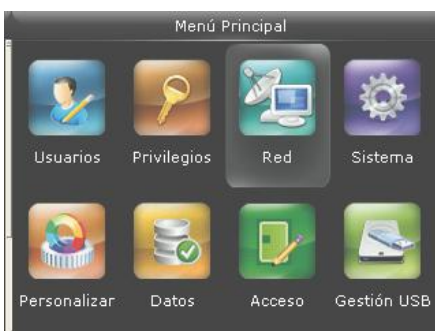 Menú Principal
Usuarios Privilegios Red Sistema
Personalizar Datos Acceso Gestión USB